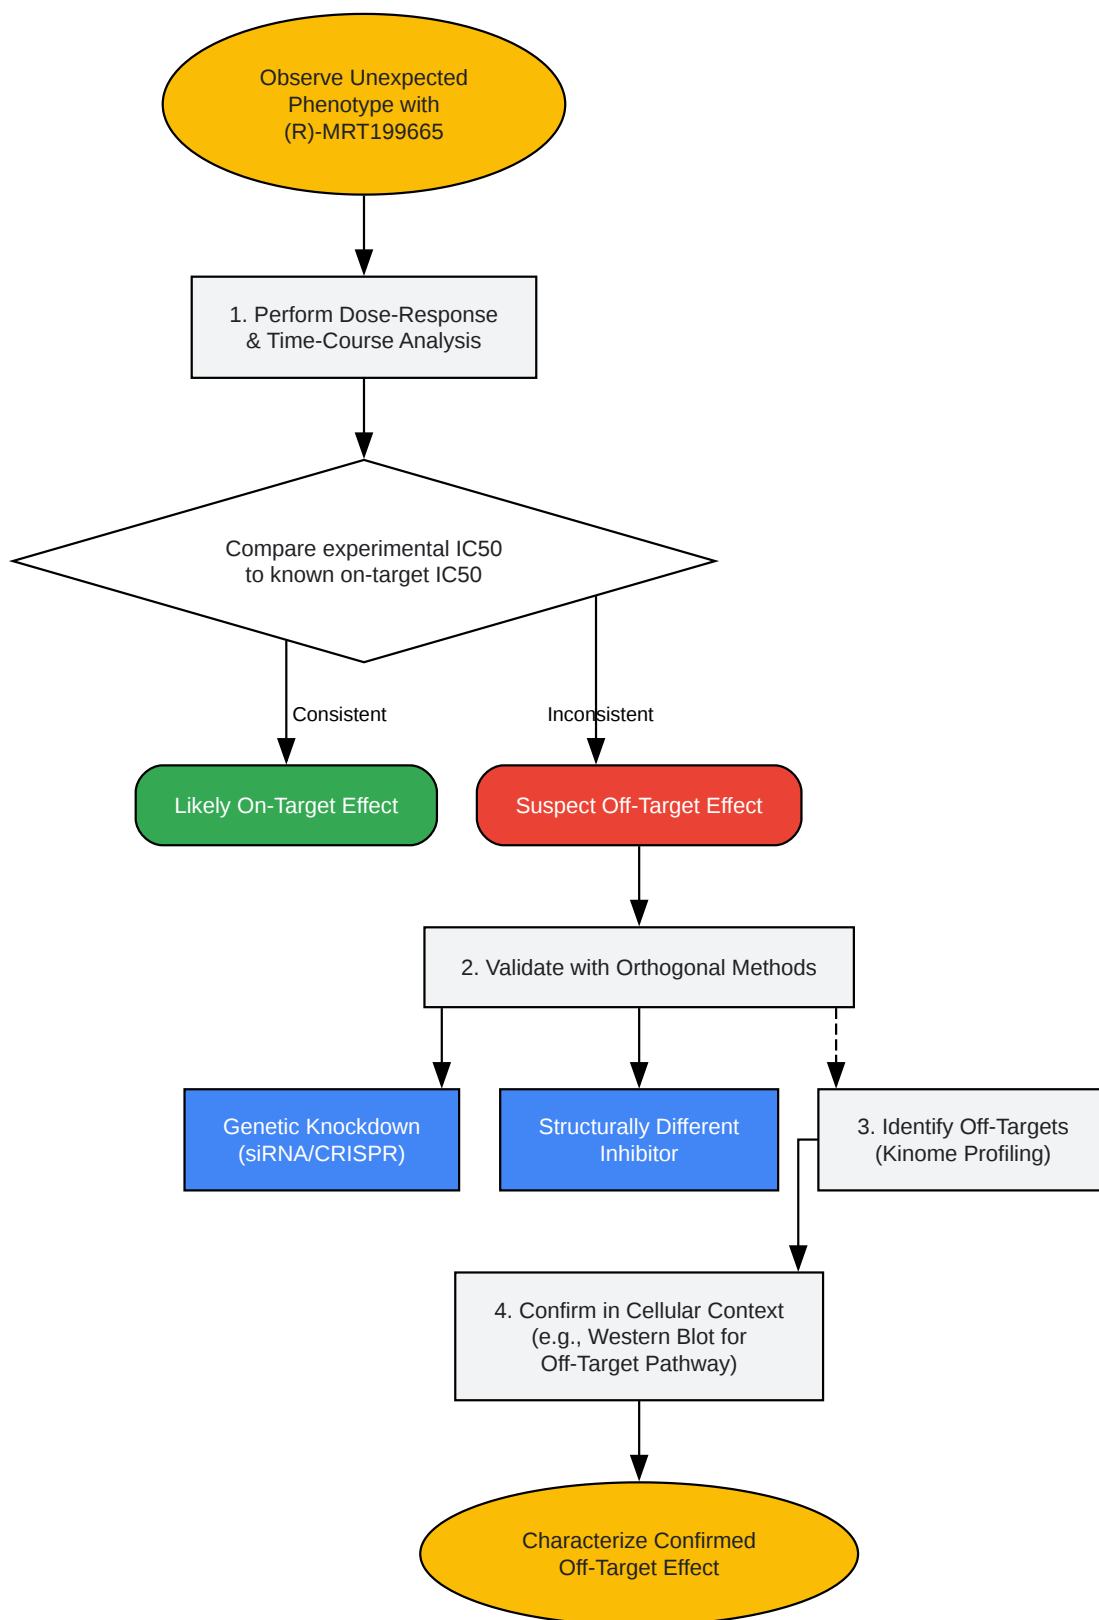 Observe Unexpected
Phenotype with
(R)-MRT199665
1. Perform Dose-Response
& Time-Course Analysis
Compare experimental IC50
to known on-target IC50
Consistent
Inconsistent
Likely On-Target Effect
Suspect Off-Target Effect
2. Validate with Orthogonal Methods
Genetic Knockdown
(siRNA/CRISPR)
Structurally Different
Inhibitor
3. Identify Off-Targets
(Kinome Profiling)
4. Confirm in Cellular Context
(e.g., Western Blot for
Off-Target Pathway)
Characterize Confirmed
Off-Target Effect